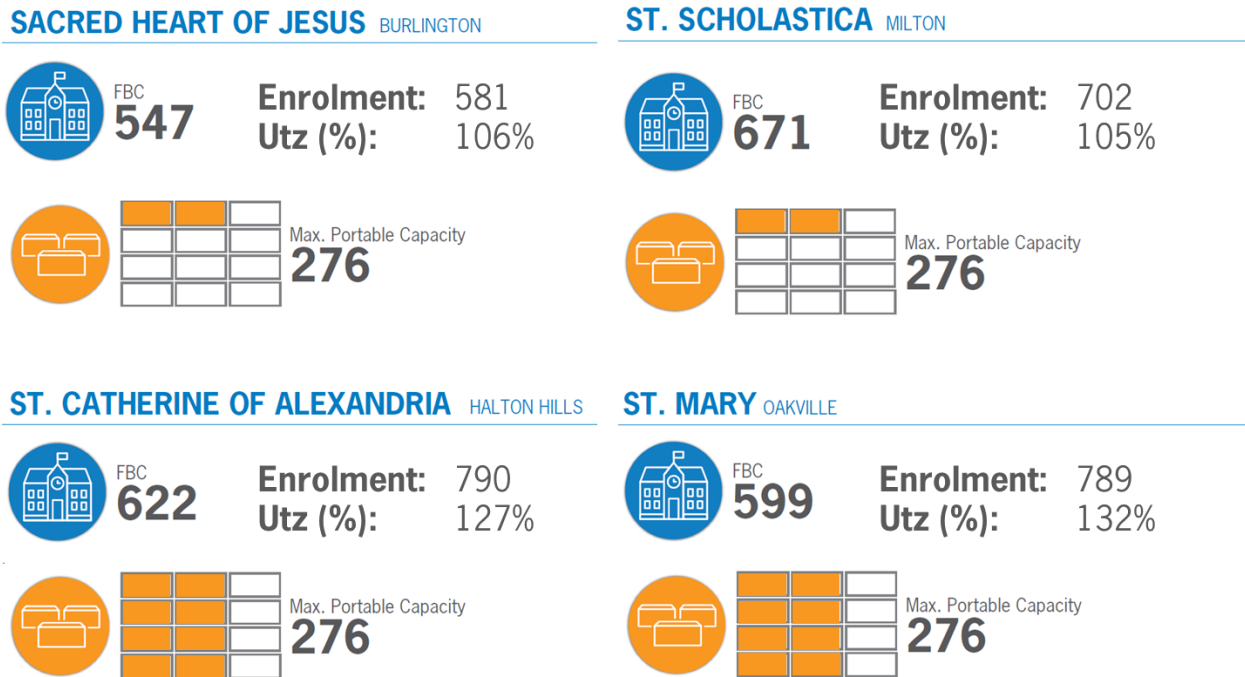 SACRED HEART OF JESUS BURLINGTON
FBC
547
Enrolment: 581
Utz (%): 106%
Max. Portable Capacity
276
ST. SCHOLASTICA MILTON
FBC
671
Enrolment: 702
Utz (%): 105%
Max. Portable Capacity
276
ST. CATHERINE OF ALEXANDRIA HALTON HILLS
FBC
622
Enrolment: 790
Utz (%): 127%
Max. Portable Capacity
276
ST. MARY OAKVILLE
FBC
599
Enrolment: 789
Utz (%): 132%
Max. Portable Capacity
276